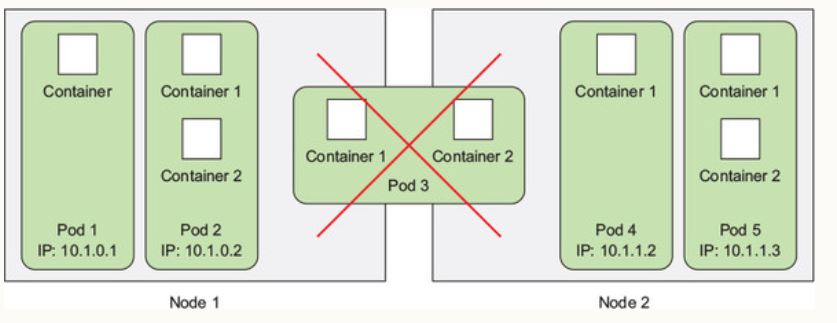 Container
Pod 1
IP: 10.1.0.1
Container 1
Container 2
Pod 2
IP: 10.1.0.2
Container 1
Container 2
Pod 3
Container 1
Pod 4
IP: 10.1.1.2
Container 1
Container 2
Pod 5
IP: 10.1.1.3
Node 1
Node 2